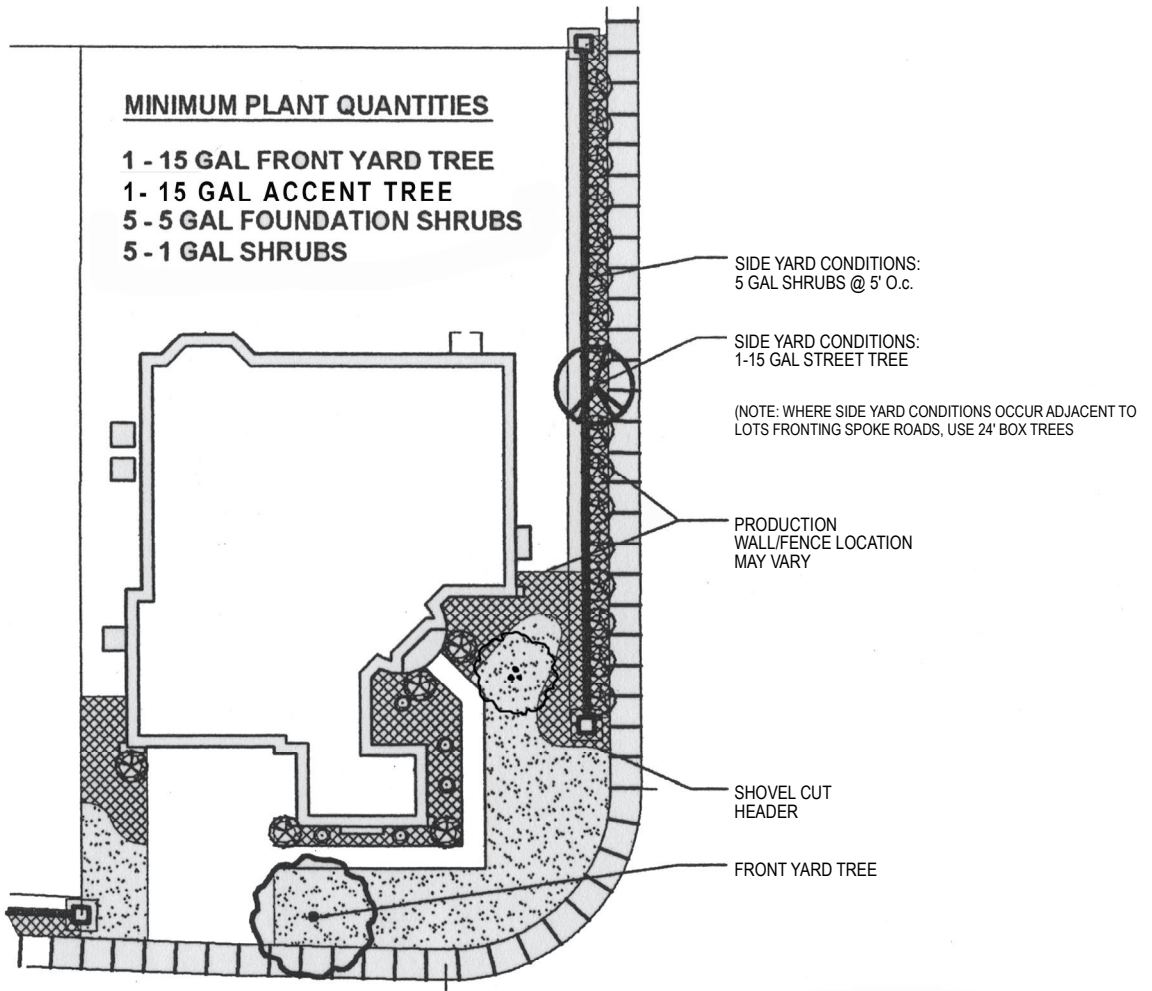 MINIMUM PLANT QUANTITIES
1 - 15 GAL FRONT YARD TREE
1- 15 GAL ACCENT TREE
5 - 5 GAL FOUNDATION SHRUBS
5 - 1 GAL SHRUBS
SIDE YARD CONDITIONS:
5 GAL SHRUBS @ 5' O.c.
SIDE YARD CONDITIONS:
1-15 GAL STREET TREE
(NOTE: WHERE SIDE YARD CONDITIONS OCCUR ADJACENT TO
LOTS FRONTING SPOKE ROADS, USE 24' BOX TREES
PRODUCTION
WALL/FENCE LOCATION
MAY VARY
SHOVEL CUT
HEADER
FRONT YARD TREE